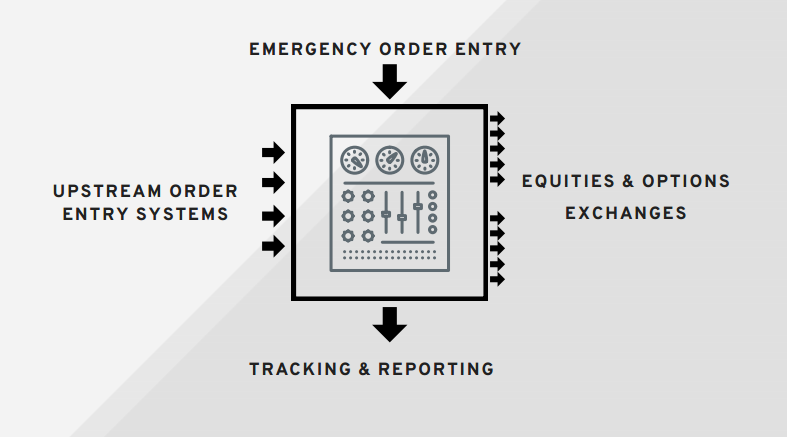 EMERGENCY ORDER ENTRY
UPSTREAM ORDER
ENTRY SYSTEMS
EQUITIES & OPTIONS
EXCHANGES
TRACKING & REPORTING